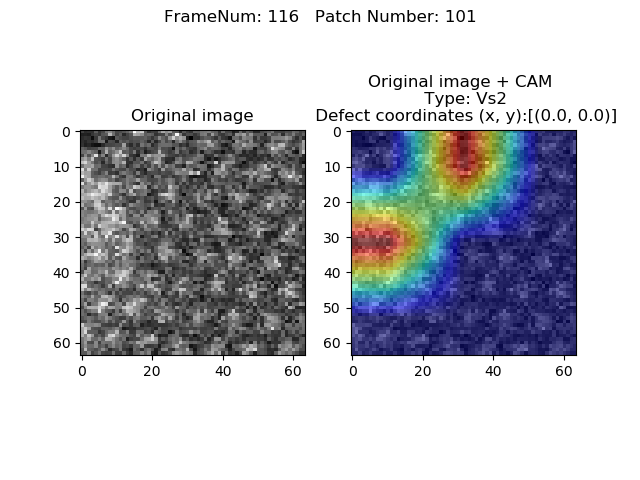 FrameNum: 116   Patch Number: 101
Original image
Original image + CAM
Type: Vs2
Defect coordinates (x, y):[(0.0, 0.0)]
0
10
20
30
40
50
60
0 20 40 60
0
10
20
30
40
50
60
0 20 40 60